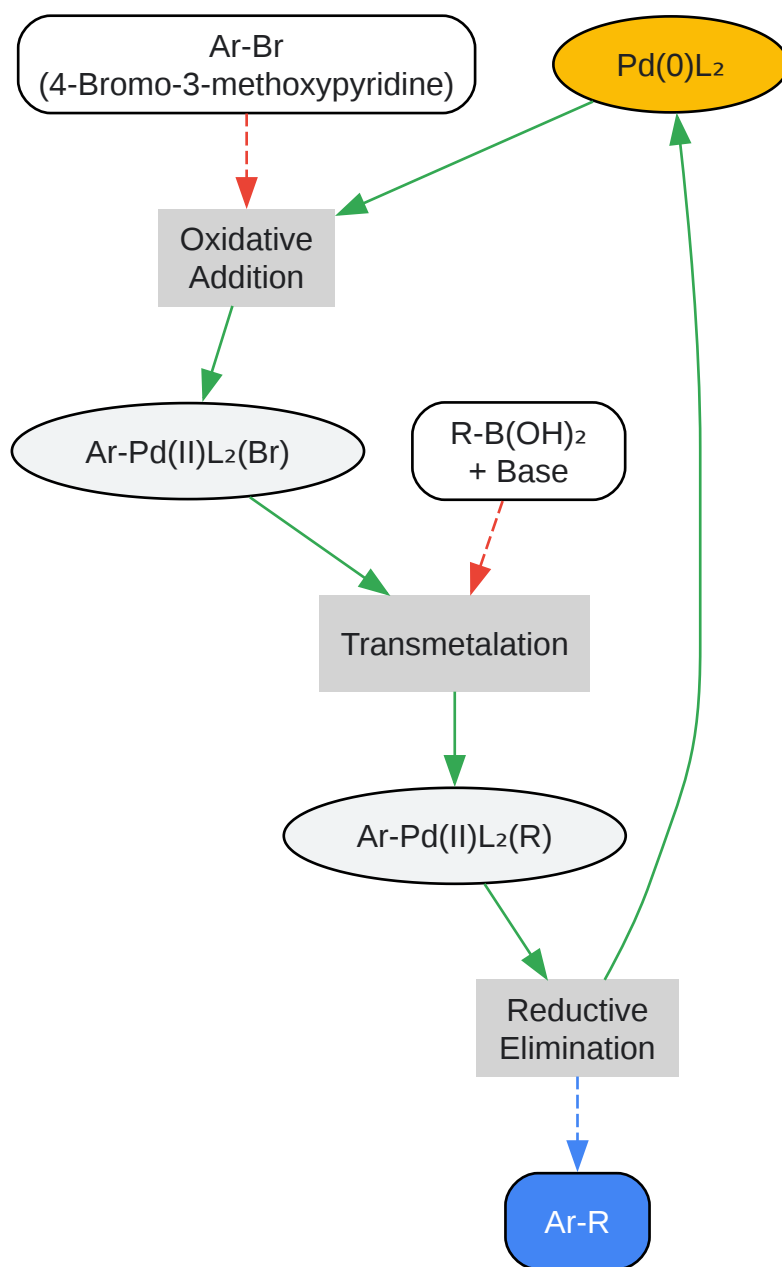 Ar-Br
(4-Bromo-3-methoxypyridine)
Pd(0)L₂
Oxidative
Addition
Ar-Pd(II)L₂(Br)
R-B(OH)₂
+ Base
Transmetalation
Ar-Pd(II)L₂(R)
Reductive
Elimination
Ar-R